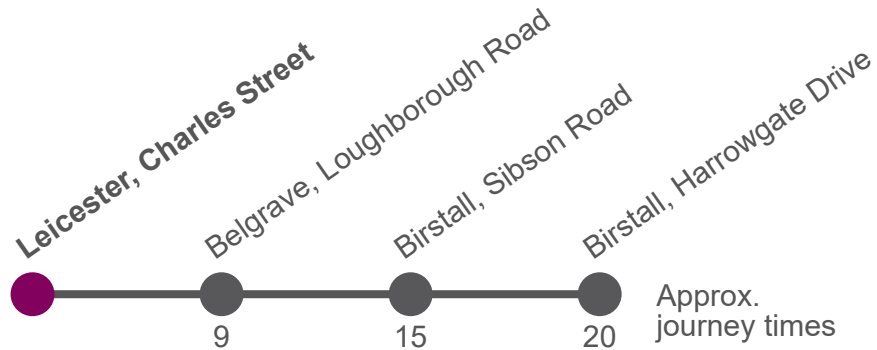 Leicester, Charles Street
Belgrave, Loughborough Road
Birstall, Sibson Road
Birstall, Harrowgate Drive
9
15
20
Approx.
journey times